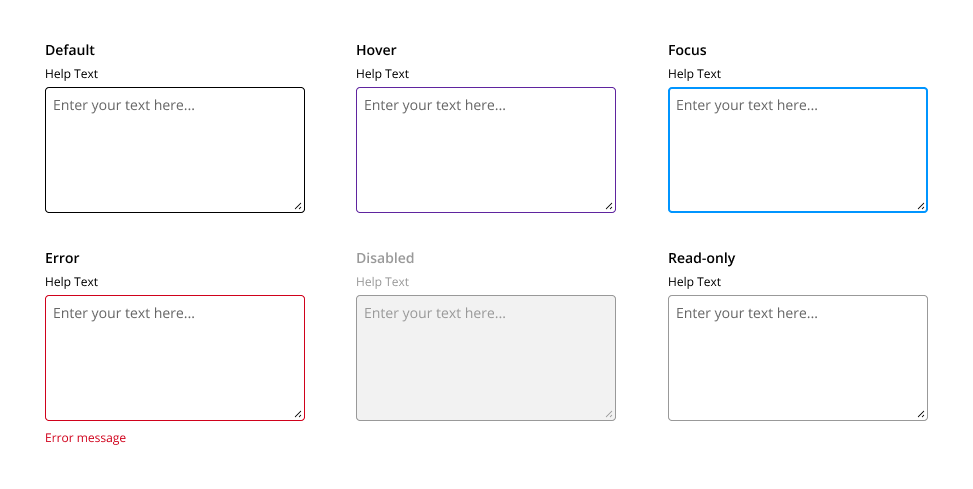 Default
Help Text
Enter your text here...
Hover
Help Text
Enter your text here...
Focus
Help Text
Enter your text here...
Error
Help Text
Enter your text here...
Error message
Disabled
Help Text
Enter your text here...
Read-only
Help Text
Enter your text here...